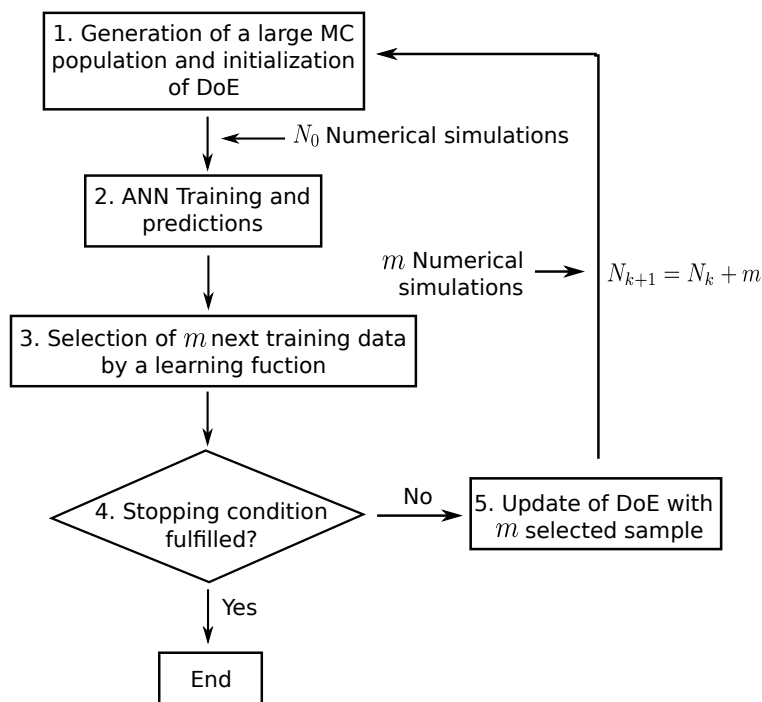 1. Generation of a large MC
population and initialization
of DoE
N₀ Numerical simulations
2. ANN Training and
predictions
m Numerical
simulations
Nₖ₊₁ = Nₖ + m
3. Selection of m next training data
by a learning fuction
4. Stopping condition
fulfilled?
No
5. Update of DoE with
m selected sample
Yes
End